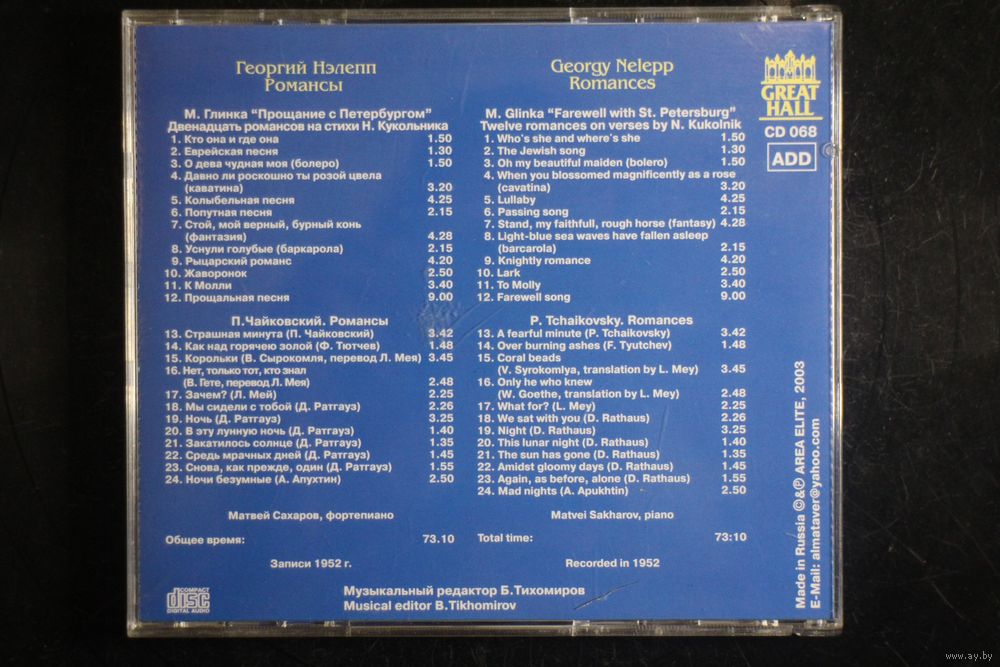 Георгий Нэлепп
Романсы
М. Глинка “Прощание с Петербургом”
Двенадцать романсов на стихи Н. Кукольника
1. Кто она и где она 1.50
2. Еврейская песня 1.30
3. О дева чудная моя (болеро) 1.50
4. Давно ли роскошно ты розой цвела
(каватина) 3.20
5. Колыбельная песня 4.25
6. Попутная песня 2.15
7. Стой, мой верный, бурный конь
(фантазия) 4.28
8. Уснули голубые (баркарола) 2.15
9. Рыцарский романс 4.20
10. Жаворонок 2.50
11. К Молли 3.40
12. Прощальная песня 9.00
П.Чайковский. Романсы
13. Страшная минута (П. Чайковский) 3.42
14. Как над горячею золой (Ф. Тютчев) 1.48
15. Корольки (В. Сырокомля, перевод Л. Мея) 3.45
16. Нет, только тот, кто знал
(В. Гете, перевод Л. Мея) 2.48
17. Зачем? (Л. Мей) 2.25
18. Мы сидели с тобой (Д. Ратгауз) 2.26
19. Ночь (Д. Ратгауз) 3.25
20. В эту лунную ночь (Д. Ратгауз) 1.40
21. Закатилось солнце (Д. Ратгауз) 1.35
22. Средь мрачных дней (Д. Ратгауз) 1.45
23. Снова, как прежде, один (Д. Ратгауз) 1.55
24. Ночи безумные (А. Апухтин) 2.50
Матвей Сахаров, фортепиано
Общее время: 73.10
Записи 1952 г.
Georgy Nelepp
Romances
M. Glinka “Farewell with St. Petersburg”
Twelve romances on verses by N. Kukolnik
1. Who's she and where's she 1.50
2. The Jewish song 1.30
3. Oh my beautiful maiden (bolero) 1.50
4. When you blossomed magnificently as a rose
(cavatina) 3.20
5. Lullaby 4.25
6. Passing song 2.15
7. Stand, my faithfull, rough horse (fantasy) 4.28
8. Light-blue sea waves have fallen asleep
(barcarola) 2.15
9. Knightly romance 4.20
10. Lark 2.50
11. To Molly 3.40
12. Farewell song 9.00
P. Tchaikovsky. Romances
13. A fearful minute (P. Tchaikovsky) 3.42
14. Over burning ashes (F. Tyutchev) 1.48
15. Coral beads
(V. Syrokomlya, translation by L. Mey) 3.45
16. Only he who knew
(W. Goethe, translation by L. Mey) 2.48
17. What for? (L. Mey) 2.25
18. We sat with you (D. Rathaus) 2.26
19. Night (D. Rathaus) 3.25
20. This lunar night (D. Rathaus) 1.40
21. The sun has gone (D. Rathaus) 1.35
22. Amidst gloomy days (D. Rathaus) 1.45
23. Again, as before, alone (D. Rathaus) 1.55
24. Mad nights (A. Apukhtin) 2.50
Matvei Sakharov, piano
Total time: 73:10
Recorded in 1952
Музыкальный редактор Б.Тихомиров
Musical editor B.Tikhomirov
COMPACT
disc
DIGITAL AUDIO
GREAT
HALL
CD 068
ADD
Made in Russia ©&℗ AREA ELITE, 2003
E-Mail: almataver@yahoo.com
www.ay.by